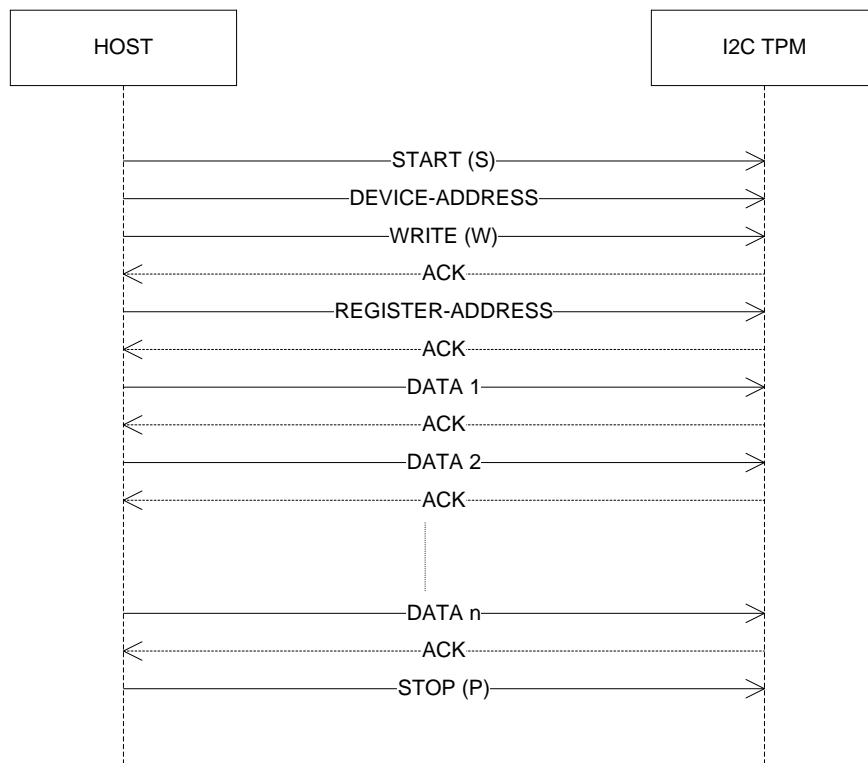 HOST
I2C TPM
START (S)
DEVICE-ADDRESS
WRITE (W)
ACK
REGISTER-ADDRESS
ACK
DATA 1
ACK
DATA 2
ACK
DATA n
ACK
STOP (P)